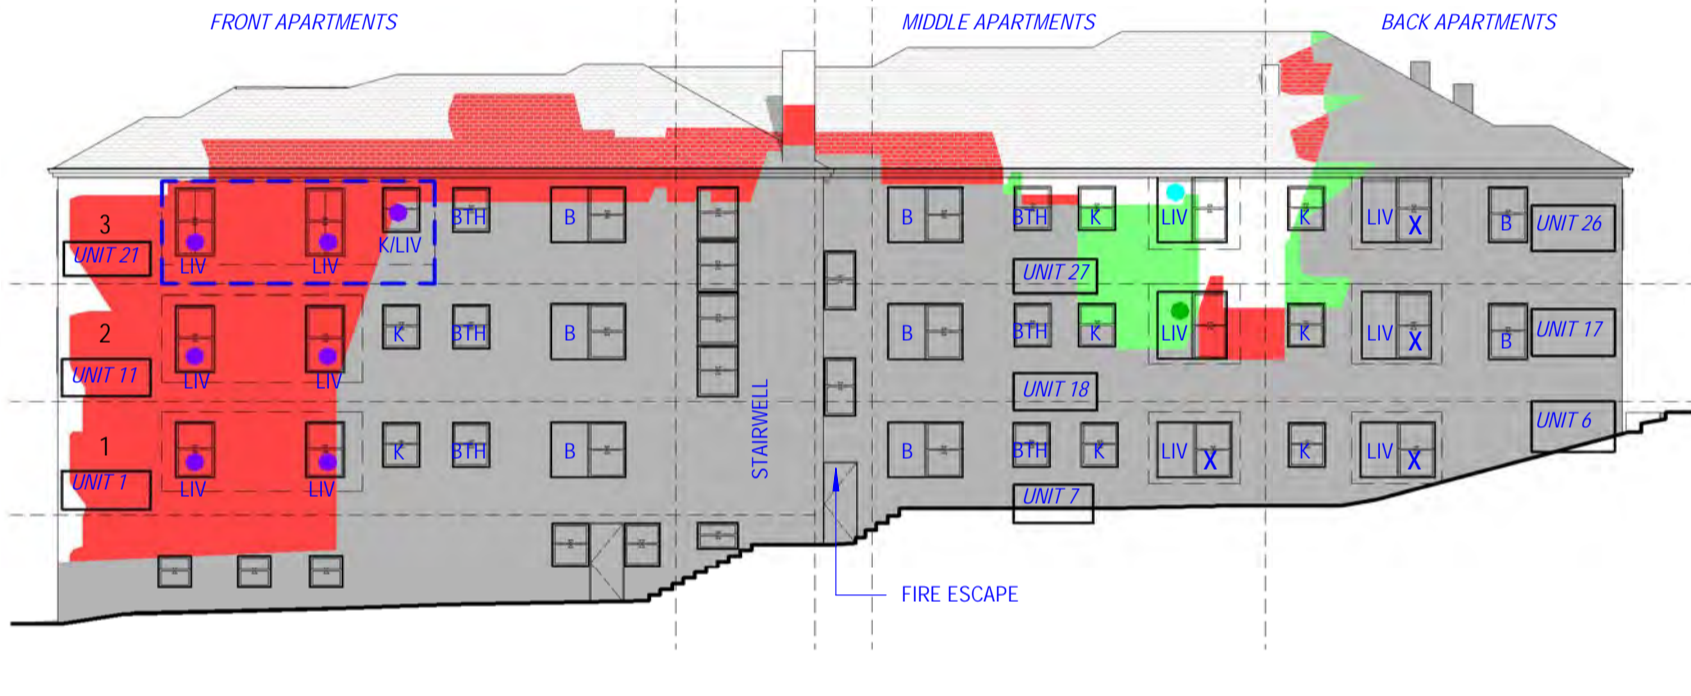 FRONT APARTMENTS
MIDDLE APARTMENTS
BACK APARTMENTS
3
BTH
B
B
BTH
K
LIV
K
LIV
X
B
UNIT 26
UNIT 21
LIV
LIV
K/LIV
UNIT 27
2
K
BTH
B
B
BTH
K
LIV
K
LIV
X
B
UNIT 17
UNIT 11
LIV
LIV
UNIT 18
STAIRWELL
1
K
BTH
B
B
BTH
K
LIV
X
K
LIV
X
UNIT 6
UNIT 1
LIV
LIV
UNIT 7
FIRE ESCAPE